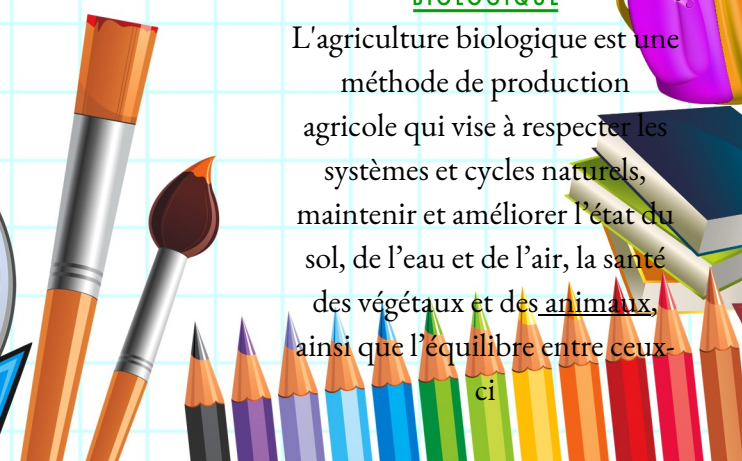 BIOLOGIQUE
L'agriculture biologique est une
méthode de production
agricole qui vise à respecter les
systèmes et cycles naturels,
maintenir et améliorer l’état du
sol, de l’eau et de l’air, la santé
des végétaux et des animaux,
ainsi que l’équilibre entre ceux-
ci